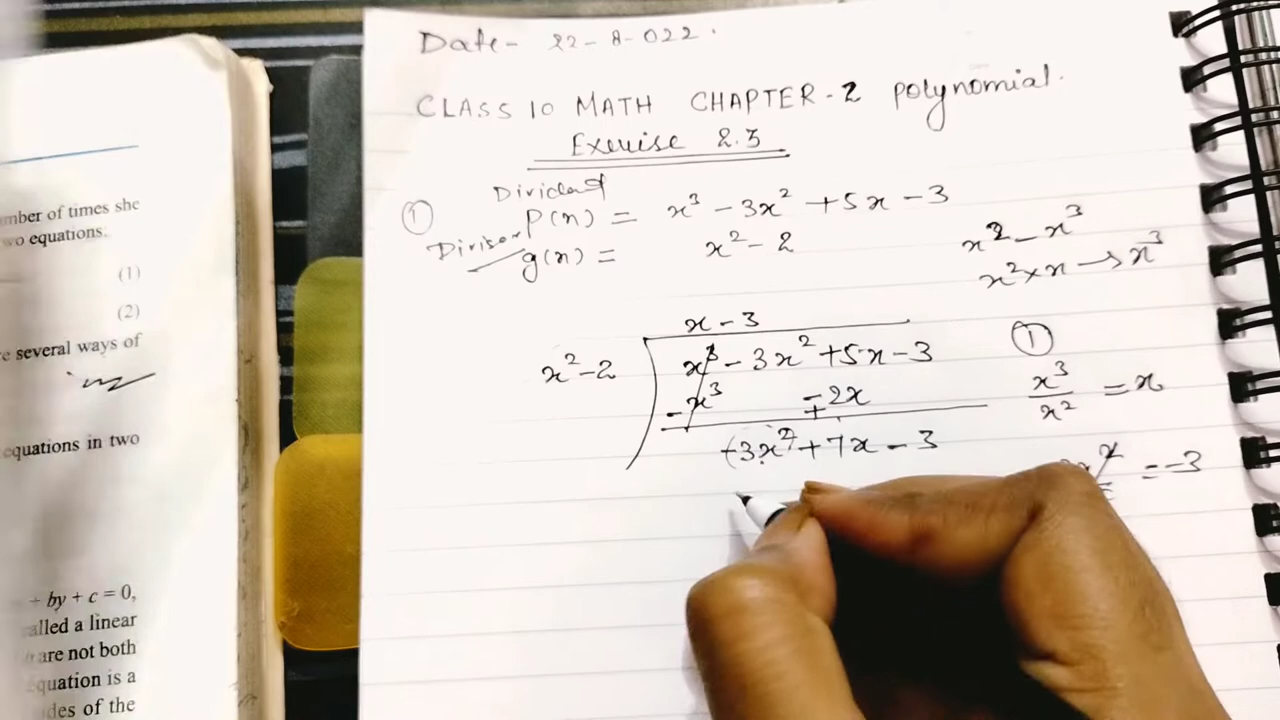 mber of times she
wo equations:
(1)
(2)
e several ways of
equations in two
+ by + c = 0,
alled a linear
are not both
equation is a
des of the
Date- 22-8-022.
CLASS 10 MATH CHAPTER-2 polynomial.
Exercise 2.3
① Dividend
p(x) = x³ - 3x² + 5x - 3
Divisor
g(x) = x² - 2
x² - x³
x² × x → x³
x - 3
x² - 2 x³ - 3x² + 5x - 3
- x³ - 2x
+
- 3x² + 7x - 3
①
x³/x² = x
= -3